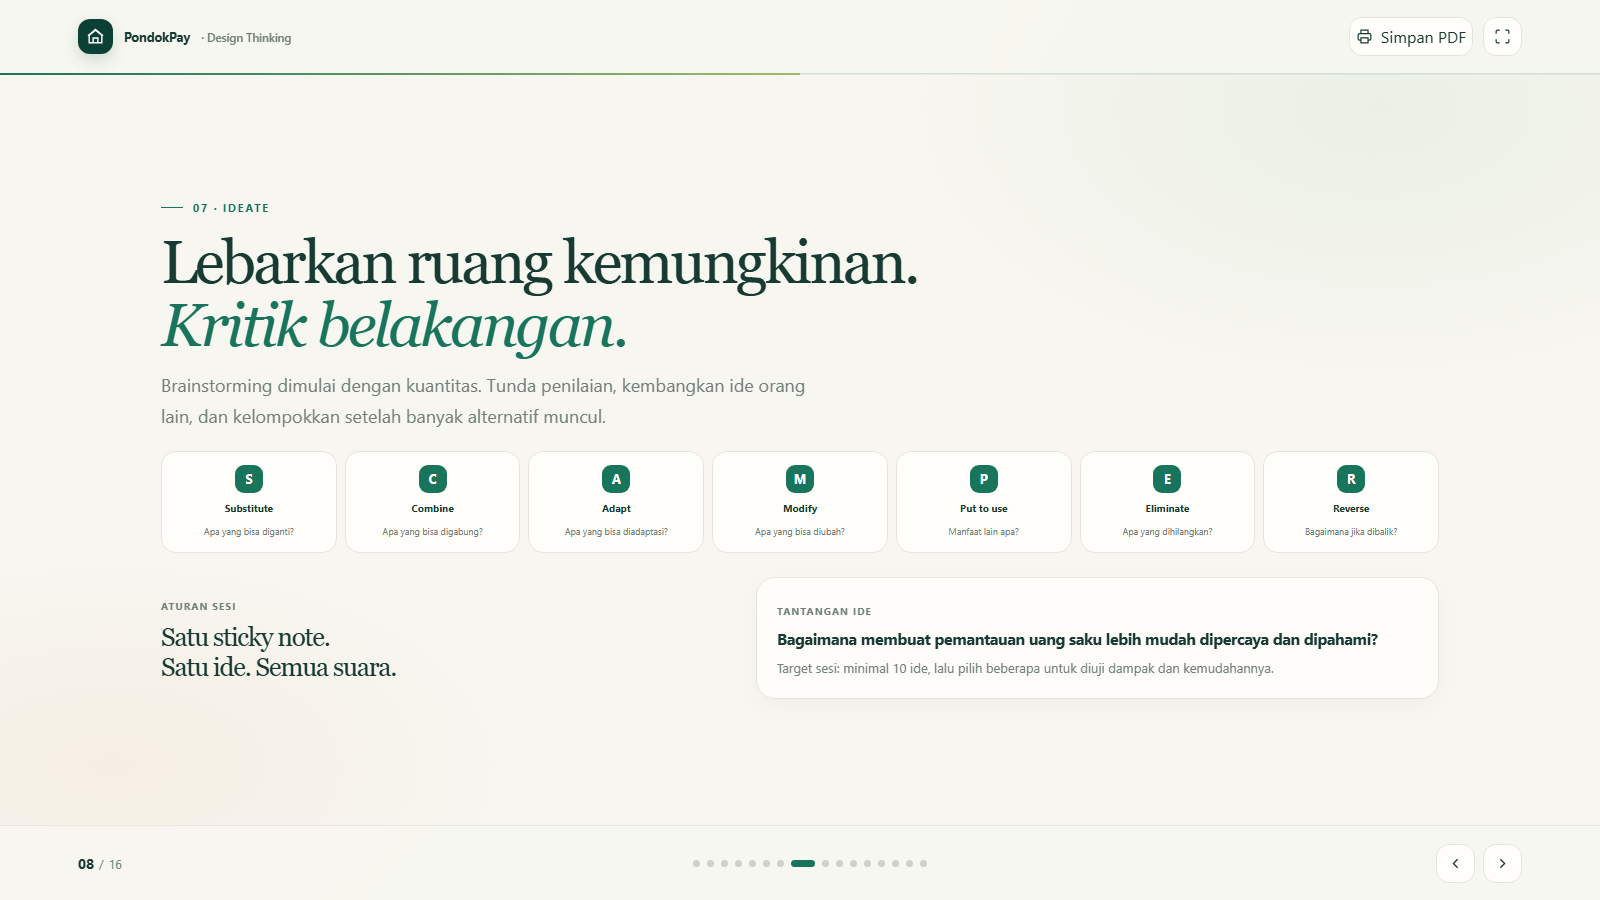 PondokPay · Design Thinking
Simpan PDF
07 · IDEATE
Lebarkan ruang kemungkinan.
Kritik belakangan.
Brainstorming dimulai dengan kuantitas. Tunda penilaian, kembangkan ide orang
lain, dan kelompokkan setelah banyak alternatif muncul.
S
Substitute
Apa yang bisa diganti?
C
Combine
Apa yang bisa digabung?
A
Adapt
Apa yang bisa diadaptasi?
M
Modify
Apa yang bisa diubah?
P
Put to use
Manfaat lain apa?
E
Eliminate
Apa yang dihilangkan?
R
Reverse
Bagaimana jika dibalik?
ATURAN SESI
Satu sticky note.
Satu ide. Semua suara.
TANTANGAN IDE
Bagaimana membuat pemantauan uang saku lebih mudah dipercaya dan dipahami?
Target sesi: minimal 10 ide, lalu pilih beberapa untuk diuji dampak dan kemudahannya.
08 / 16